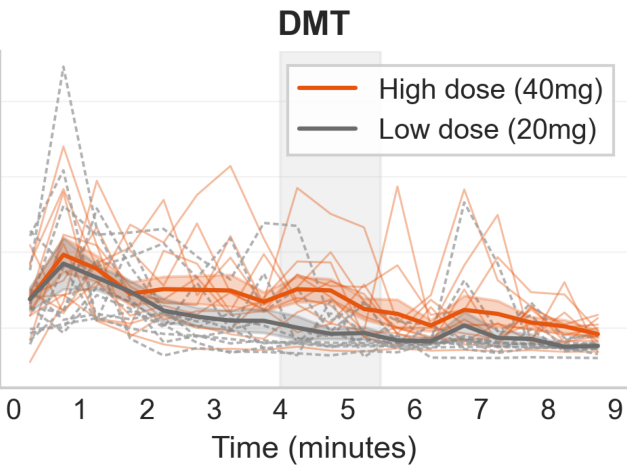 DMT
High dose (40mg)
Low dose (20mg)
0 1 2 3 4 5 6 7 8 9
Time (minutes)